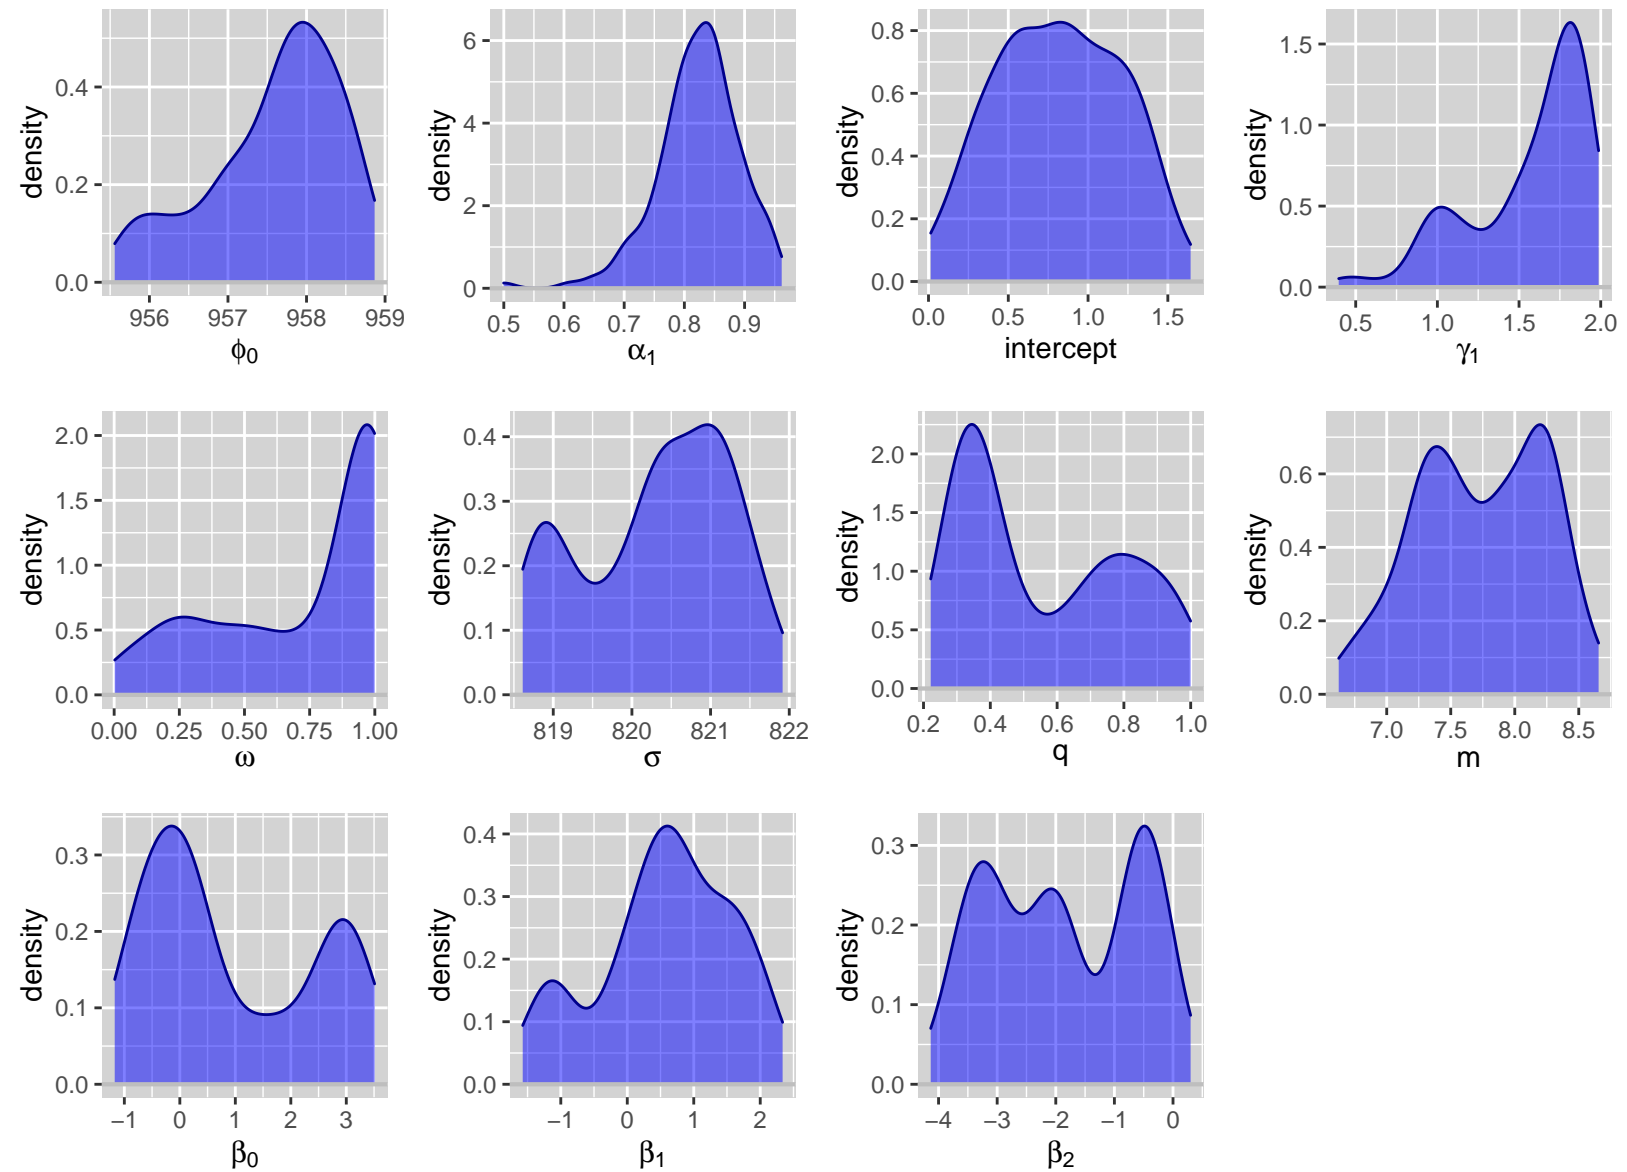 density
0.0 0.2 0.4
956 957 958 959
ϕ0
density
0 2 4 6
0.5 0.6 0.7 0.8 0.9
α1
density
0.0 0.2 0.4 0.6 0.8
0.0 0.5 1.0 1.5
intercept
density
0.0 0.5 1.0 1.5
0.5 1.0 1.5 2.0
γ1
density
0.0 0.5 1.0 1.5 2.0
0.00 0.25 0.50 0.75 1.00
ω
density
0.0 0.1 0.2 0.3 0.4
819 820 821 822
σ
density
0.0 0.5 1.0 1.5 2.0
0.2 0.4 0.6 0.8 1.0
q
density
0.0 0.2 0.4 0.6
7.0 7.5 8.0 8.5
m
density
0.0 0.1 0.2 0.3
−1 0 1 2 3
β0
density
0.0 0.1 0.2 0.3 0.4
−1 0 1 2
β1
density
0.0 0.1 0.2 0.3
−4 −3 −2 −1 0
β2